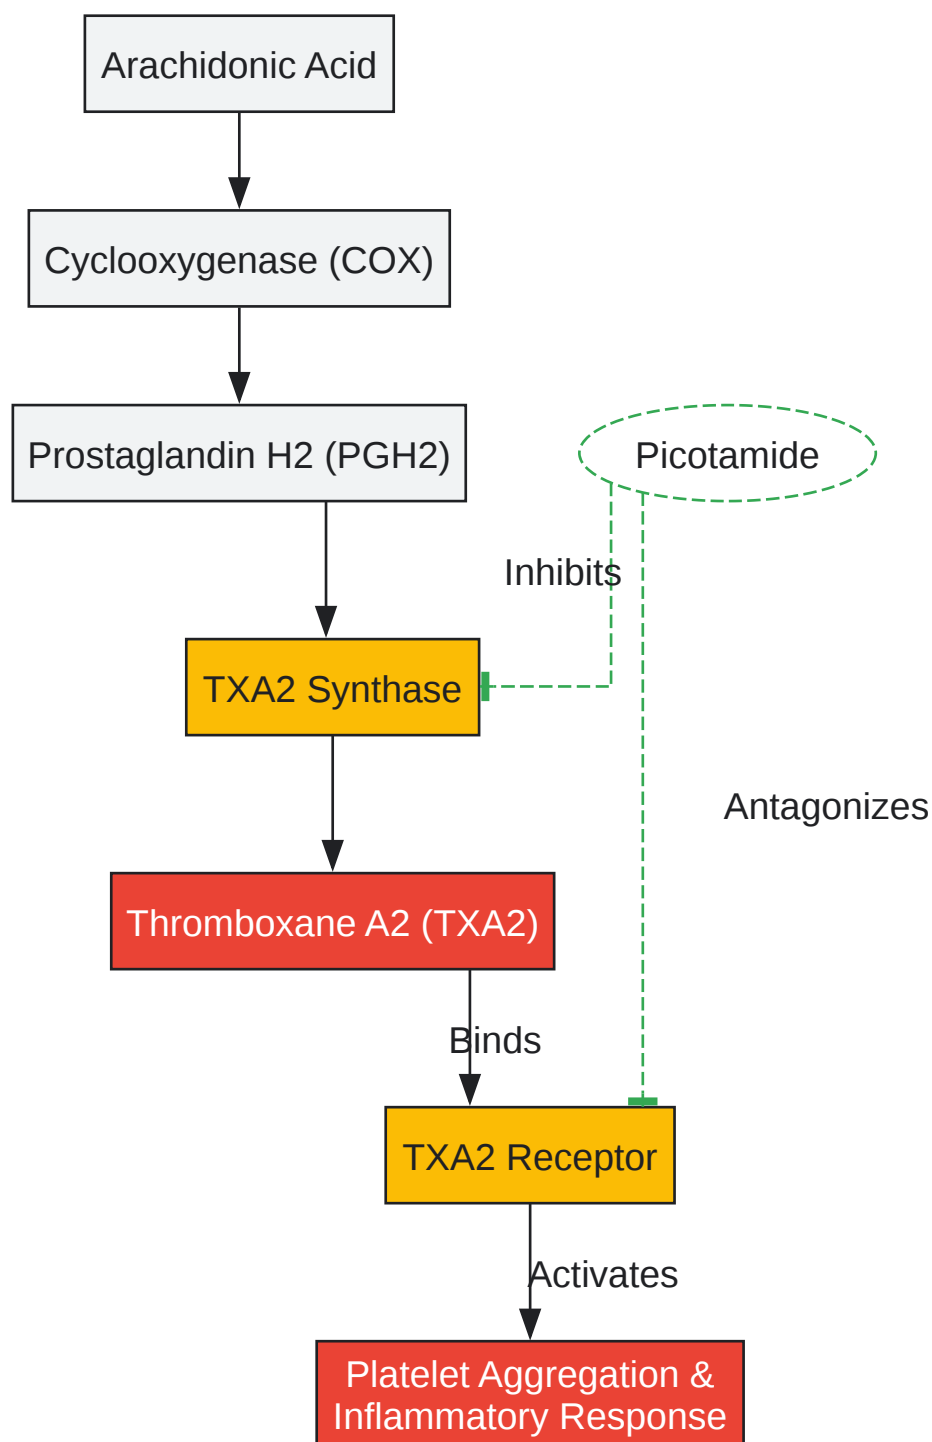 Arachidonic Acid
Cyclooxygenase (COX)
Prostaglandin H2 (PGH2)
Picotamide
Inhibits
TXA2 Synthase
Antagonizes
Thromboxane A2 (TXA2)
Binds
TXA2 Receptor
Activates
Platelet Aggregation &
Inflammatory Response